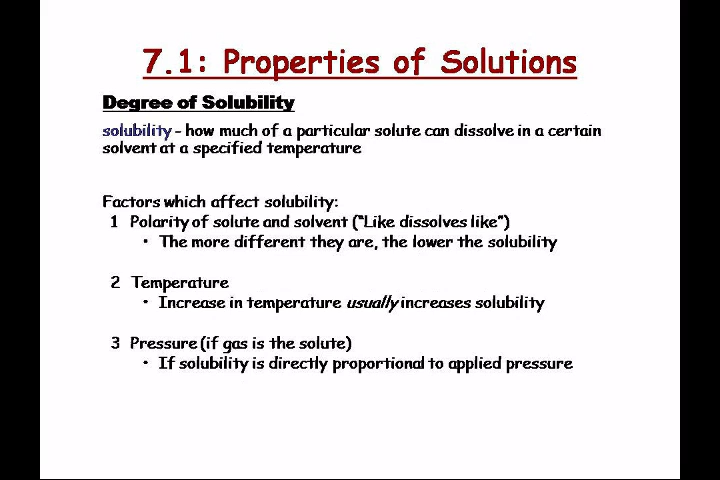 7.1: Properties of Solutions
Degree of Solubility
solubility - how much of a particular solute can dissolve in a certain
solvent at a specified temperature
Factors which affect solubility:
1 Polarity of solute and solvent ("Like dissolves like")
• The more different they are, the lower the solubility
2 Temperature
• Increase in temperature usually increases solubility
3 Pressure (if gas is the solute)
• If solubility is directly proportional to applied pressure